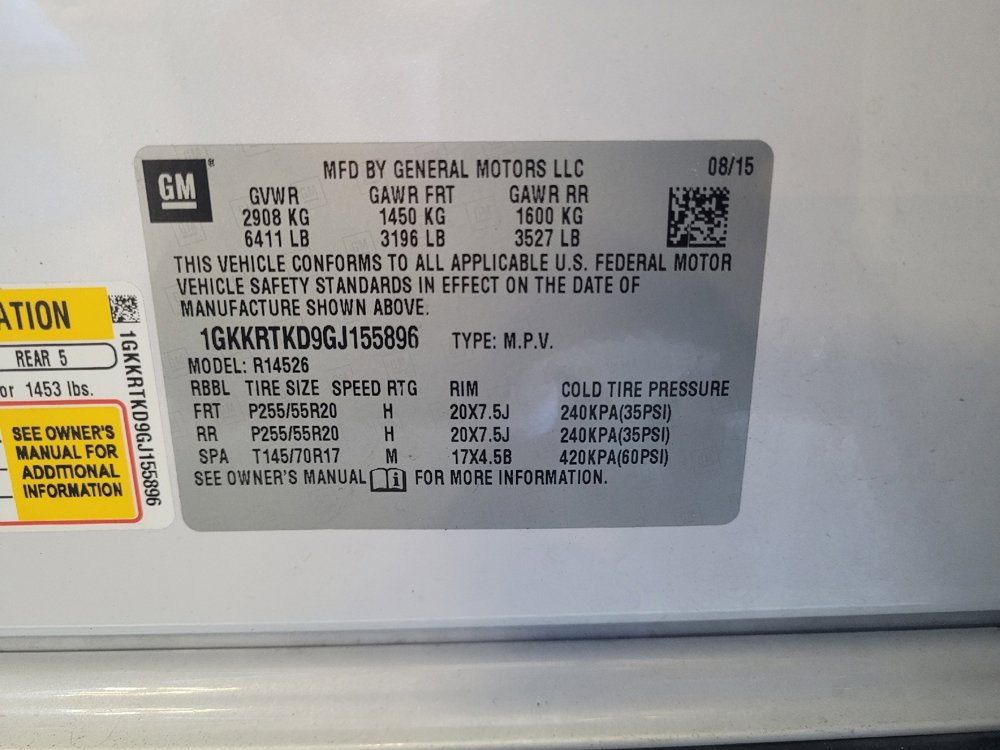 GM®
MFD BY GENERAL MOTORS LLC 08/15
GVWR GAWR FRT GAWR RR
2908 KG 1450 KG 1600 KG
6411 LB 3196 LB 3527 LB
THIS VEHICLE CONFORMS TO ALL APPLICABLE U.S. FEDERAL MOTOR
VEHICLE SAFETY STANDARDS IN EFFECT ON THE DATE OF
MANUFACTURE SHOWN ABOVE.
1GKKRTKD9GJ155896 TYPE: M.P.V.
MODEL: R14526
RBBL TIRE SIZE SPEED RTG RIM COLD TIRE PRESSURE
FRT P255/55R20 H 20X7.5J 240KPA(35PSI)
RR P255/55R20 H 20X7.5J 240KPA(35PSI)
SPA T145/70R17 M 17X4.5B 420KPA(60PSI)
SEE OWNER'S MANUAL i FOR MORE INFORMATION.
ATION
REAR 5
or 1453 lbs.
SEE OWNER'S
MANUAL FOR
ADDITIONAL
INFORMATION
1GKKRTKD9GJ155896